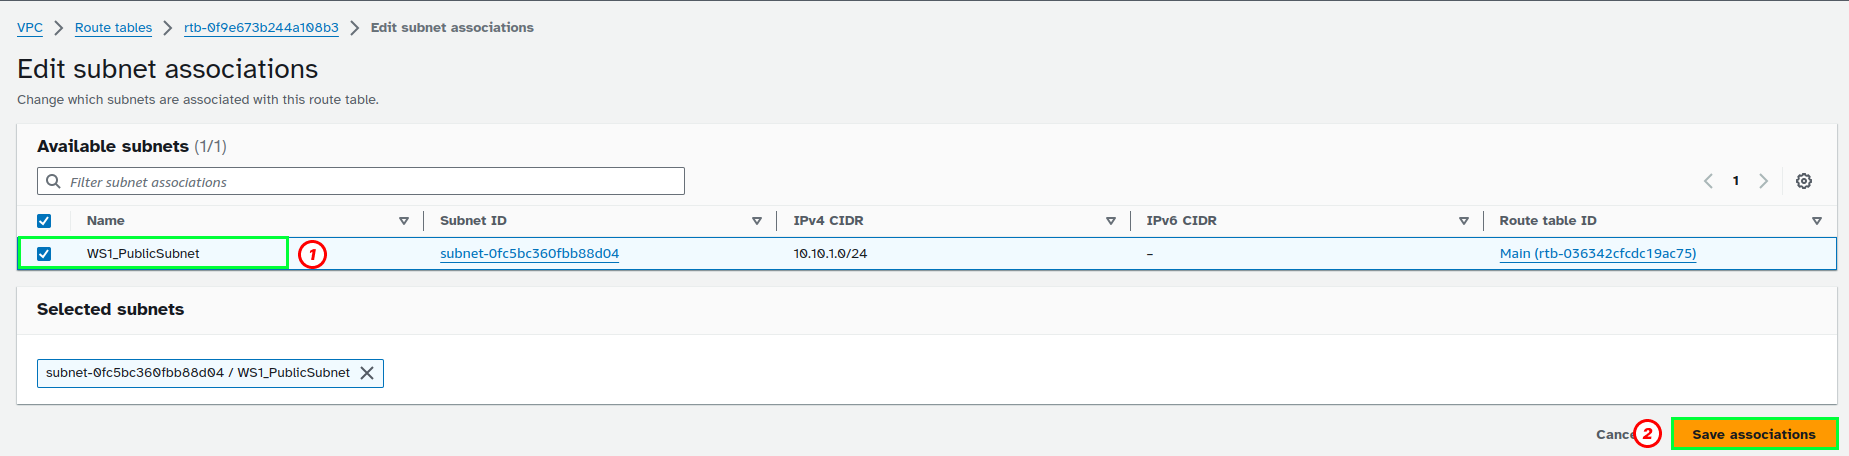 VPC > Route tables > rtb-0f9e673b244a108b3 > Edit subnet associations
Edit subnet associations
Change which subnets are associated with this route table.
Available subnets (1/1)
Filter subnet associations
1
Name Subnet ID IPv4 CIDR IPv6 CIDR Route table ID
WS1_PublicSubnet 1 subnet-0fc5bc360fbb88d04 10.10.1.0/24 – Main (rtb-036342cfcdc19ac75)
Selected subnets
subnet-0fc5bc360fbb88d04 / WS1_PublicSubnet
Cance 2 Save associations